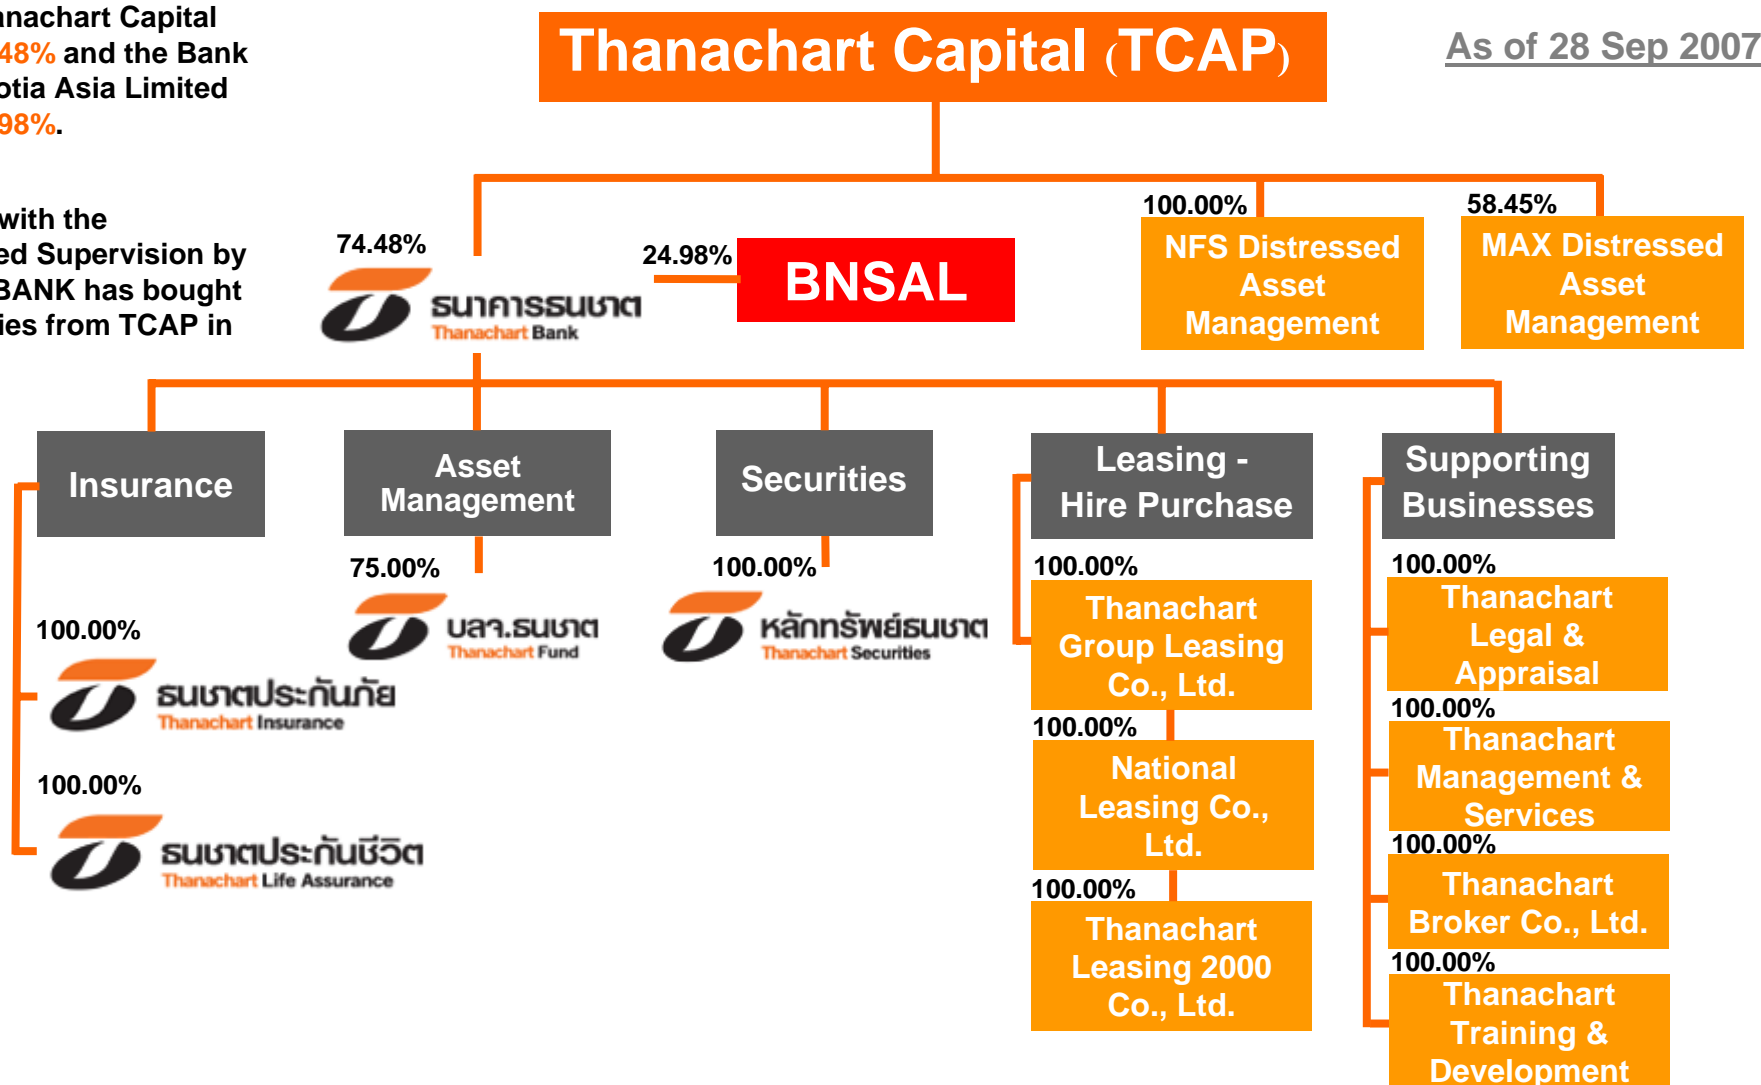 anachart Capital
48% and the Bank
otia Asia Limited
98%.
with the
ed Supervision by
BANK has bought
ies from TCAP in
Thanachart Capital (TCAP)
As of 28 Sep 2007
74.48%
ธนาคารธนชาต
Thanachart Bank
24.98%
BNSAL
100.00%
NFS Distressed
Asset
Management
58.45%
MAX Distressed
Asset
Management
Insurance
100.00%
ธนชาตประกันภัย
Thanachart Insurance
100.00%
ธนชาตประกันชีวิต
Thanachart Life Assurance
Asset
Management
75.00%
บลจ.ธนชาต
Thanachart Fund
Securities
100.00%
หลักทรัพย์ธนชาต
Thanachart Securities
Leasing -
Hire Purchase
100.00%
Thanachart
Group Leasing
Co., Ltd.
100.00%
National
Leasing Co.,
Ltd.
100.00%
Thanachart
Leasing 2000
Co., Ltd.
Supporting
Businesses
100.00%
Thanachart
Legal &
Appraisal
100.00%
Thanachart
Management &
Services
100.00%
Thanachart
Broker Co., Ltd.
100.00%
Thanachart
Training &
Development